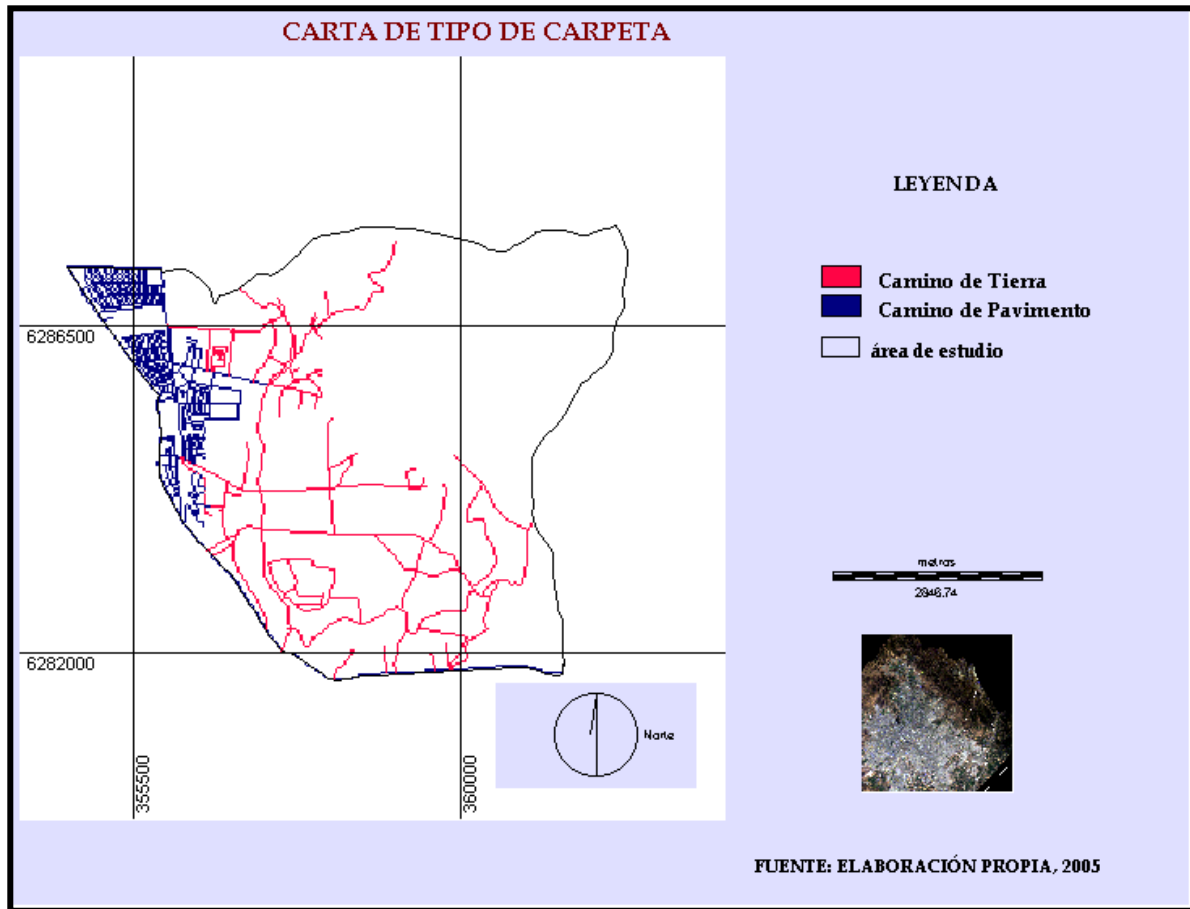 CARTA DE TIPO DE CARPETA
LEYENDA
Camino de Tierra
Camino de Pavimento
área de estudio
6286500
6282000
355500
360000
metros
2846.74
Norte
FUENTE: ELABORACIÓN PROPIA, 2005